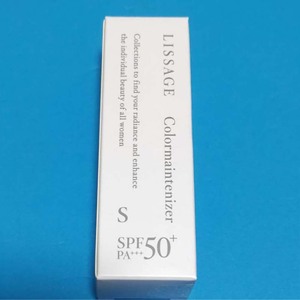 LISSAGE Colormaintenizer
Collections to find your radiance and enhance
the individual beauty of all women
S
SPF50+
PA+++